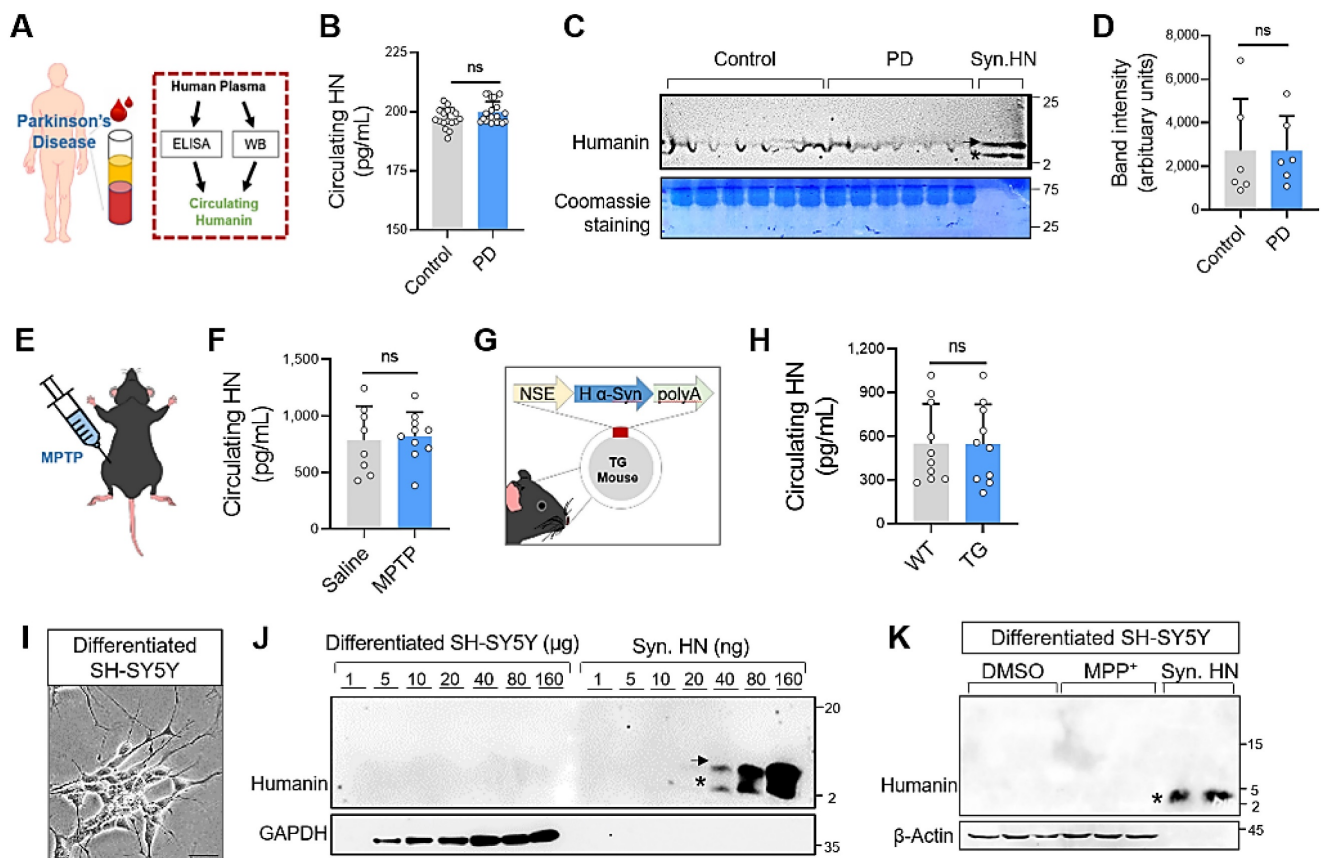 A
Parkinson's
Disease
Human Plasma
ELISA
WB
Circulating
Humanin
B
Circulating HN
(pg/mL)
225
200
175
150
ns
Control
PD
C
Control
PD
Syn.HN
Humanin
25
*
2
Coomassie
staining
75
25
D
Band intensity
(arbituary units)
8,000
6,000
4,000
2,000
0
ns
Control
PD
E
MPTP
F
Circulating HN
(pg/mL)
1,500
1,000
500
0
ns
Saline
MPTP
G
NSE
H α-Syn
polyA
TG
Mouse
H
Circulating HN
(pg/mL)
1,200
900
600
300
0
ns
WT
TG
I
Differentiated
SH-SY5Y
J
Differentiated SH-SY5Y (µg)
Syn. HN (ng)
1 5 10 20 40 80 160 1 5 10 20 40 80 160
20
Humanin
*
2
GAPDH
35
K
Differentiated SH-SY5Y
DMSO
MPP⁺
Syn. HN
15
Humanin
*
5
2
β-Actin
45